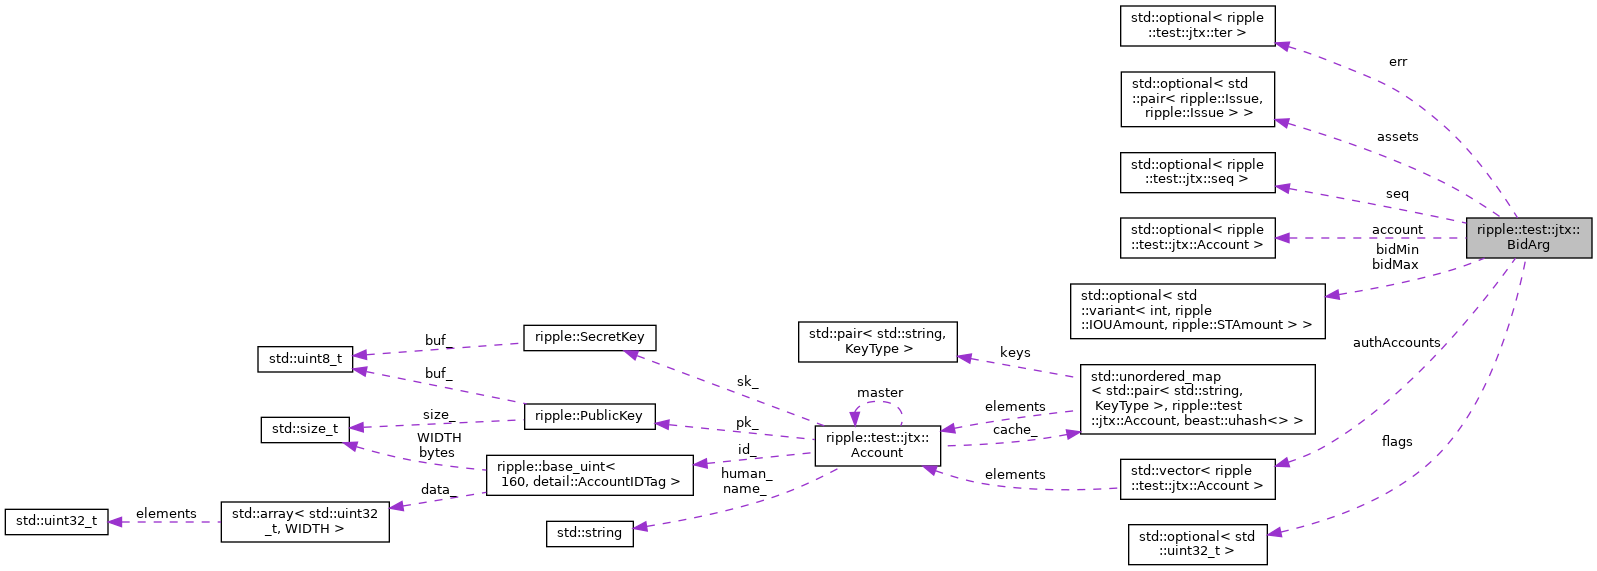 std::optional< ripple
::test::jtx::ter >
err
std::optional< std
::pair< ripple::Issue,
ripple::Issue > >
assets
std::optional< ripple
::test::jtx::seq >
seq
std::optional< ripple
::test::jtx::Account >
account
ripple::test::jtx::
BidArg
bidMin
bidMax
std::optional< std
::variant< int, ripple
::IOUAmount, ripple::STAmount > >
authAccounts
flags
std::pair< std::string,
KeyType >
keys
std::unordered_map
< std::pair< std::string,
KeyType >, ripple::test
::jtx::Account, beast::uhash<> >
elements
cache_
master
ripple::test::jtx::
Account
std::vector< ripple
::test::jtx::Account >
elements
std::optional< std
::uint32_t >
ripple::SecretKey
sk_
buf_
std::uint8_t
buf_
ripple::PublicKey
pk_
size_
std::size_t
WIDTH
bytes
ripple::base_uint<
160, detail::AccountIDTag >
id_
human_
name_
data_
std::string
std::array< std::uint32
_t, WIDTH >
elements
std::uint32_t